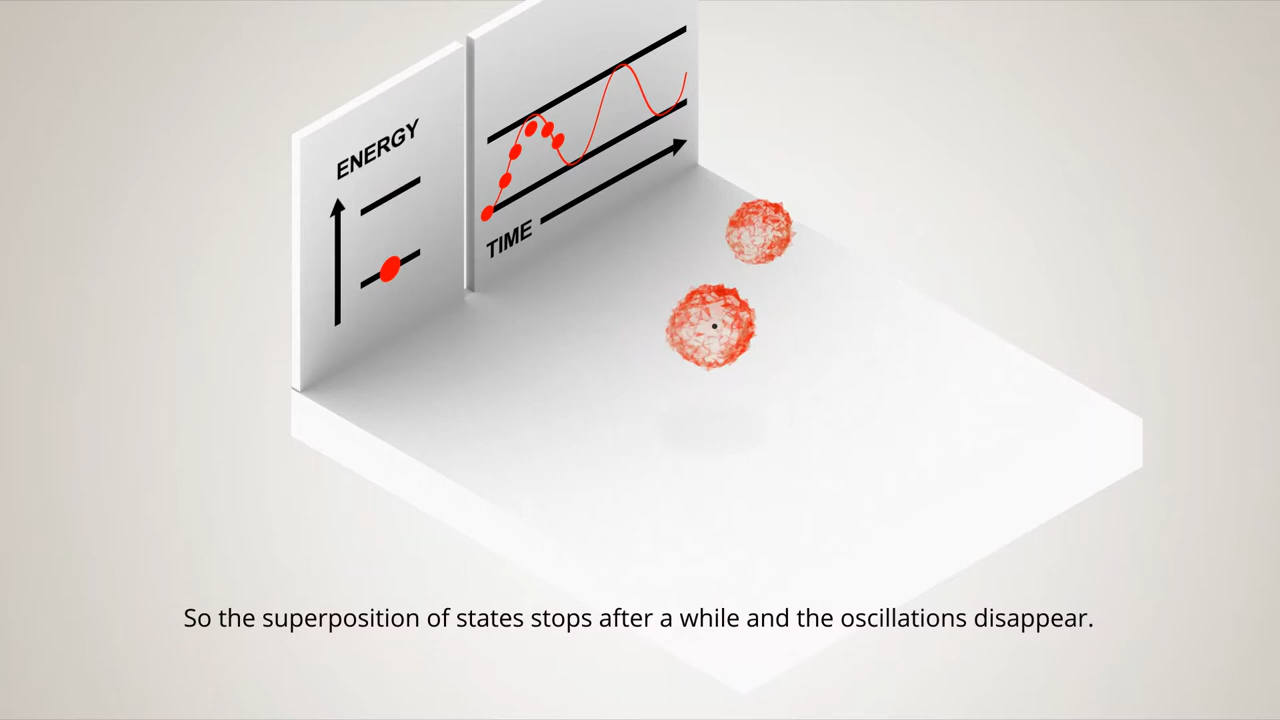 ENERGY
TIME
So the superposition of states stops after a while and the oscillations disappear.